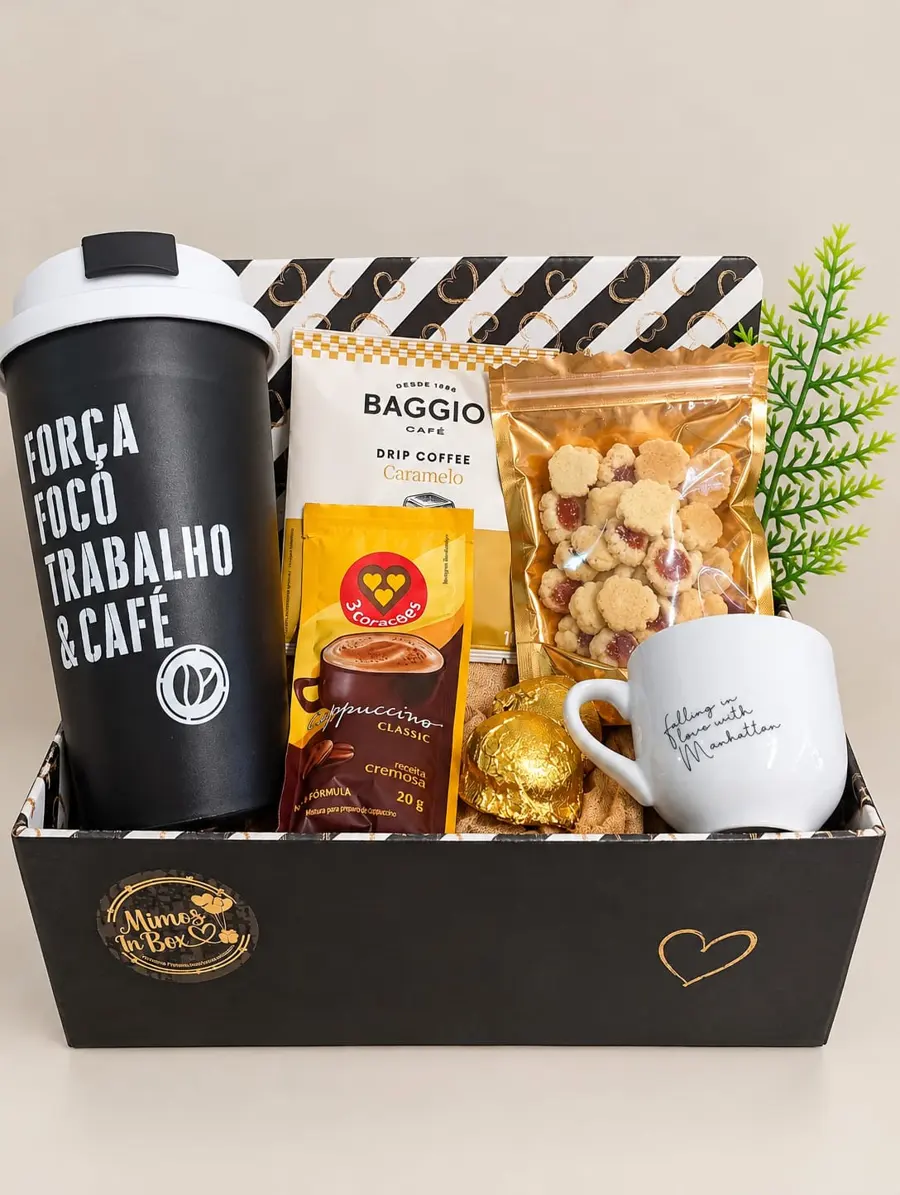 FORÇA
FOCO
TRABALHO
& CAFÉ
DESDE 1886
BAGGIO
CAFÉ
DRIP COFFEE
Caramelo
3 corações
Cappuccino
CLASSIC
receita
cremosa
FÓRMULA
20 g
Mistura para preparo de Cappuccino
falling in
love with
Manhattan
Mimos
In Box